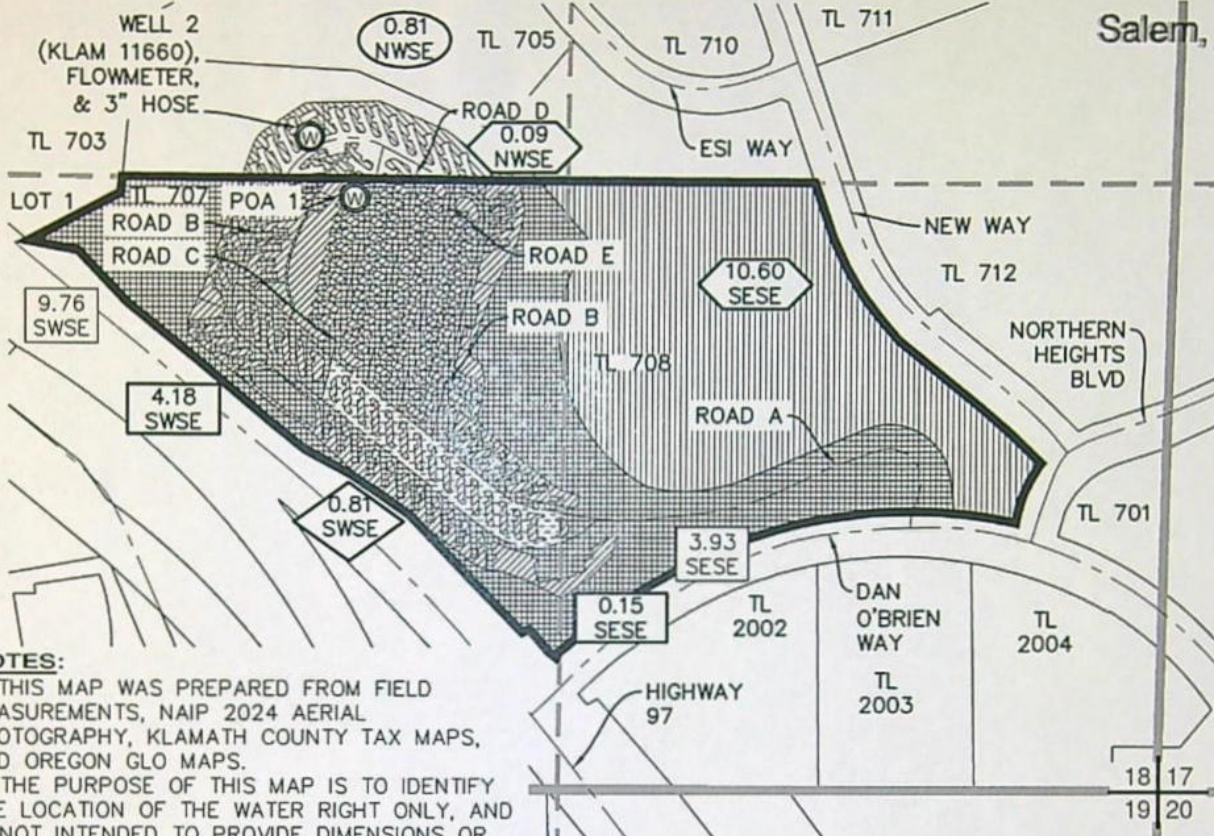 WELL 2
(KLAM 11660),
FLOWMETER,
& 3" HOSE
0.81
NWSE
TL 705
TL 710
TL 711
Salem,
TL 703
ROAD D
0.09
NWSE
ESI WAY
LOT 1
TL 707
POA 1
ROAD B
ROAD C
ROAD E
W
W
NEW WAY
10.60
SESE
TL 712
9.76
SWSE
ROAD B
NORTHERN
HEIGHTS
BLVD
TL 708
4.18
SWSE
ROAD A
0.81
SWSE
TL 701
3.93
SESE
0.15
SESE
TL
2002
DAN
O'BRIEN
WAY
TL
2004
TL
2003
HIGHWAY
97
OTES:
THIS MAP WAS PREPARED FROM FIELD
ASUREMENTS, NAIP 2024 AERIAL
OTOGRAPHY, KLAMATH COUNTY TAX MAPS,
D OREGON GLO MAPS.
THE PURPOSE OF THIS MAP IS TO IDENTIFY
E LOCATION OF THE WATER RIGHT ONLY, AND
NOT INTENDED TO PROVIDE DIMENSIONS OR
18 17
19 20